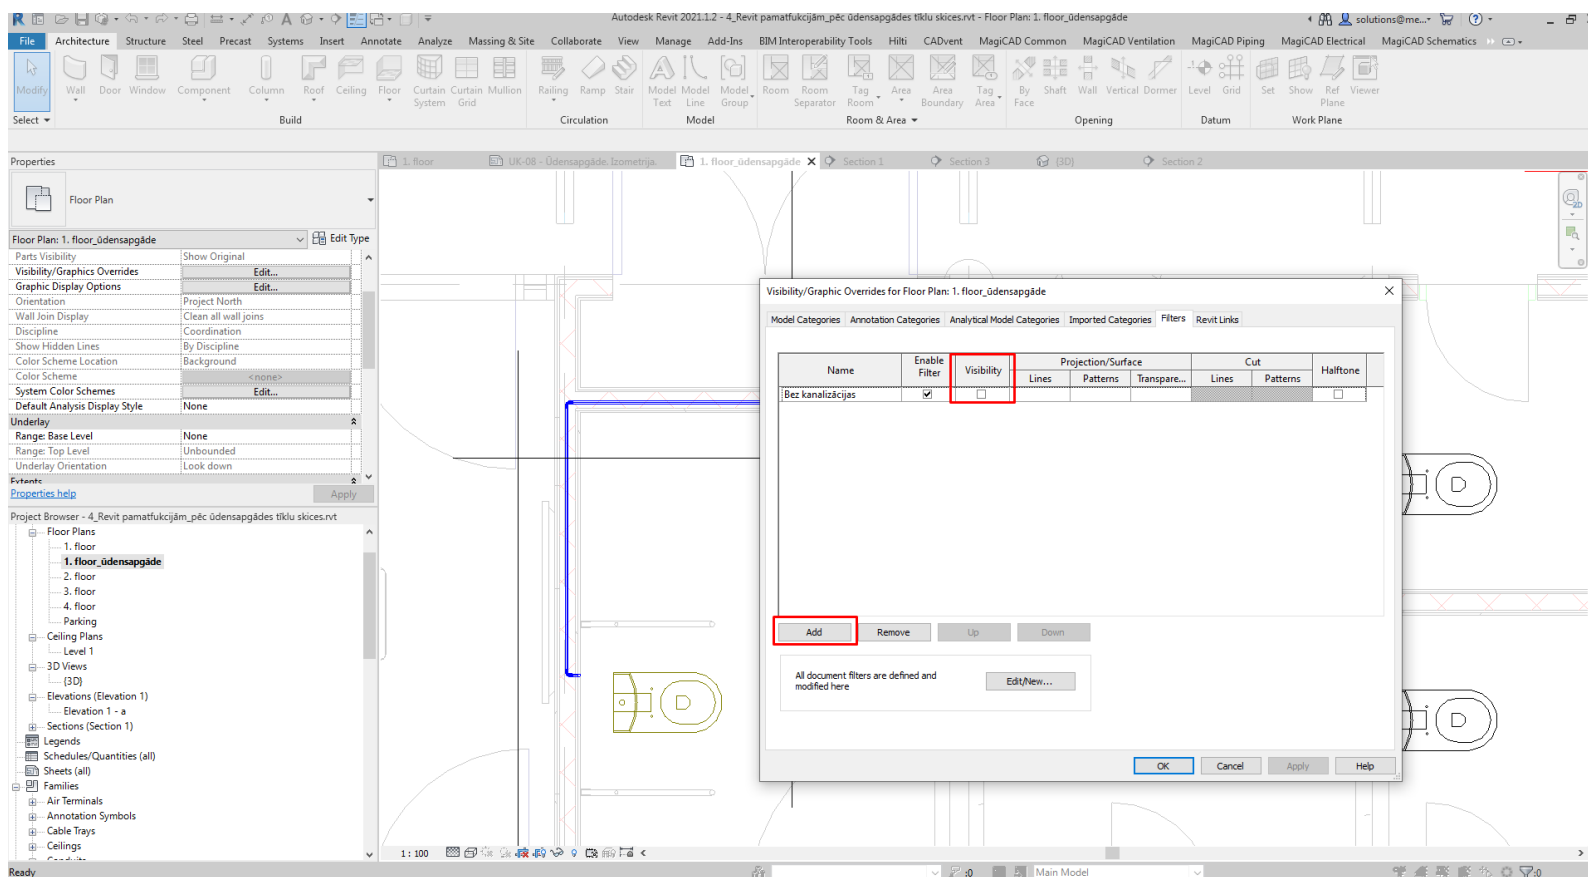 Autodesk Revit 2021.1.2 - 4_Revit pamatfukcijām_pēc ūdensapgādes tīklu skices.rvt - Floor Plan: 1. floor_ūdensapgāde
solutions@me...
File Architecture Structure Steel Precast Systems Insert Annotate Analyze Massing & Site Collaborate View Manage Add-Ins BIM Interoperability Tools Hilti CADvent MagiCAD Common MagiCAD Ventilation MagiCAD Piping MagiCAD Electrical MagiCAD Schematics
Modify Wall Door Window Component Column Roof Ceiling Floor Curtain System Curtain Grid Mullion Railing Ramp Stair Model Text Model Line Model Group Room Room Separator Tag Room Area Area Boundary Tag Area By Face Shaft Wall Vertical Dormer Level Grid Set Show Ref Plane Viewer
Select Build Circulation Model Room & Area Opening Datum Work Plane
Properties
1. floor UK-08 - Ūdensapgāde. Izometrija. 1. floor_ūdensapgāde Section 1 Section 3 {3D} Section 2
Floor Plan
Floor Plan: 1. floor_ūdensapgāde Edit Type
Parts Visibility Show Original
Visibility/Graphics Overrides Edit...
Graphic Display Options Edit...
Orientation Project North
Wall Join Display Clean all wall joins
Discipline Coordination
Show Hidden Lines By Discipline
Color Scheme Location Background
Color Scheme <none>
System Color Schemes Edit...
Default Analysis Display Style None
Underlay
Range: Base Level None
Range: Top Level Unbounded
Underlay Orientation Look down
Extents
Properties help Apply
Project Browser - 4_Revit pamatfukcijām_pēc ūdensapgādes tīklu skices.rvt
Floor Plans
1. floor
1. floor_ūdensapgāde
2. floor
3. floor
4. floor
Parking
Ceiling Plans
Level 1
3D Views
{3D}
Elevations (Elevation 1)
Elevation 1 - a
Sections (Section 1)
Legends
Schedules/Quantities (all)
Sheets (all)
Families
Air Terminals
Annotation Symbols
Cable Trays
Ceilings
Conduits
Visibility/Graphic Overrides for Floor Plan: 1. floor_ūdensapgāde
Model Categories Annotation Categories Analytical Model Categories Imported Categories Filters Revit Links
Name Enable Filter Visibility Projection/Surface Cut Halftone
Lines Patterns Transpare... Lines Patterns
Bez kanalizācijas
Add Remove Up Down
All document filters are defined and
modified here
Edit/New...
OK Cancel Apply Help
2D
1 : 100
Ready :0 Main Model :0